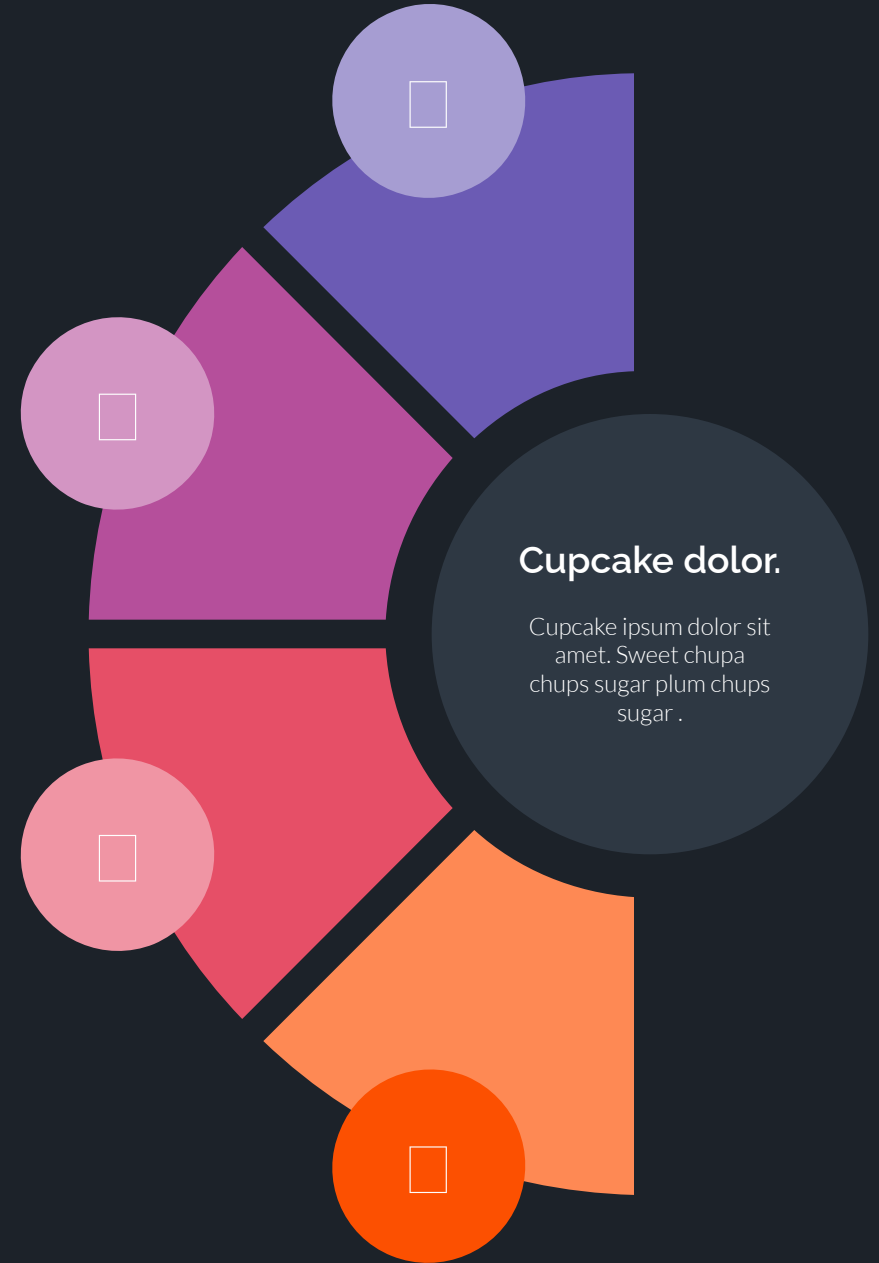 Cupcake dolor.
Cupcake ipsum dolor sit
amet. Sweet chupa
chups sugar plum chups
sugar .